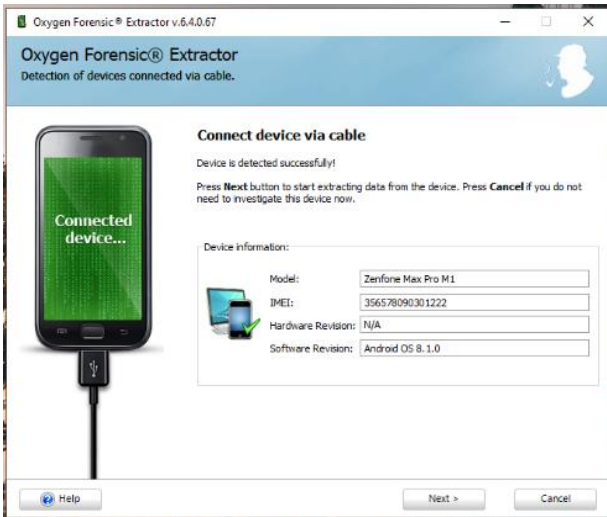 Oxygen Forensic® Extractor v.6.4.0.67
Oxygen Forensic® Extractor
Detection of devices connected via cable.
Connected
device...
Connect device via cable
Device is detected successfully!
Press Next button to start extracting data from the device. Press Cancel if you do not
need to investigate this device now.
Device information:
Model: Zenfone Max Pro M1
IMEI: 356578090301222
Hardware Revision: N/A
Software Revision: Android OS 8.1.0
Help
Next >
Cancel